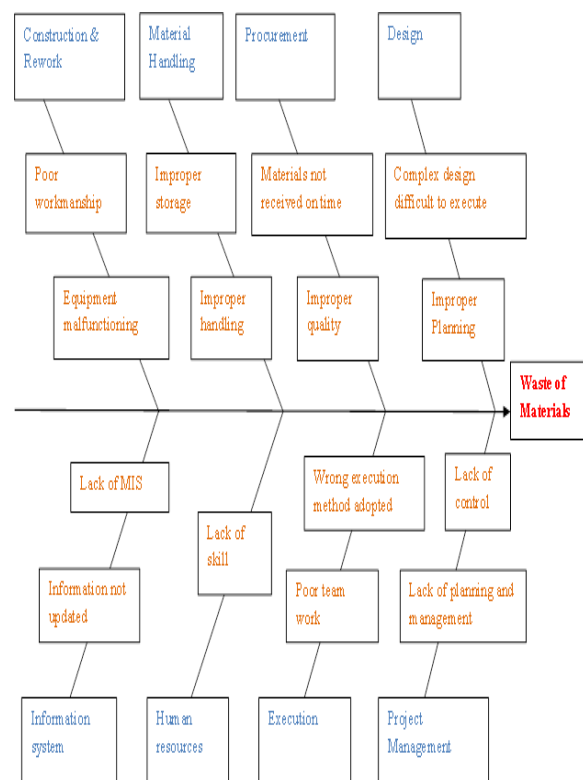 Construction &
Rework
Material
Handling
Procurement
Design
Poor
workmanship
Improper
storage
Materials not
received on time
Complex design
difficult to execute
Equipment
malfunctioning
Improper
handling
Improper
quality
Improper
Planning
Waste of
Materials
Lack of MIS
Lack of
skill
Wrong execution
method adopted
Lack of
control
Information not
updated
Poor team
work
Lack of planning and
management
Information
system
Human
resources
Execution
Project
Management